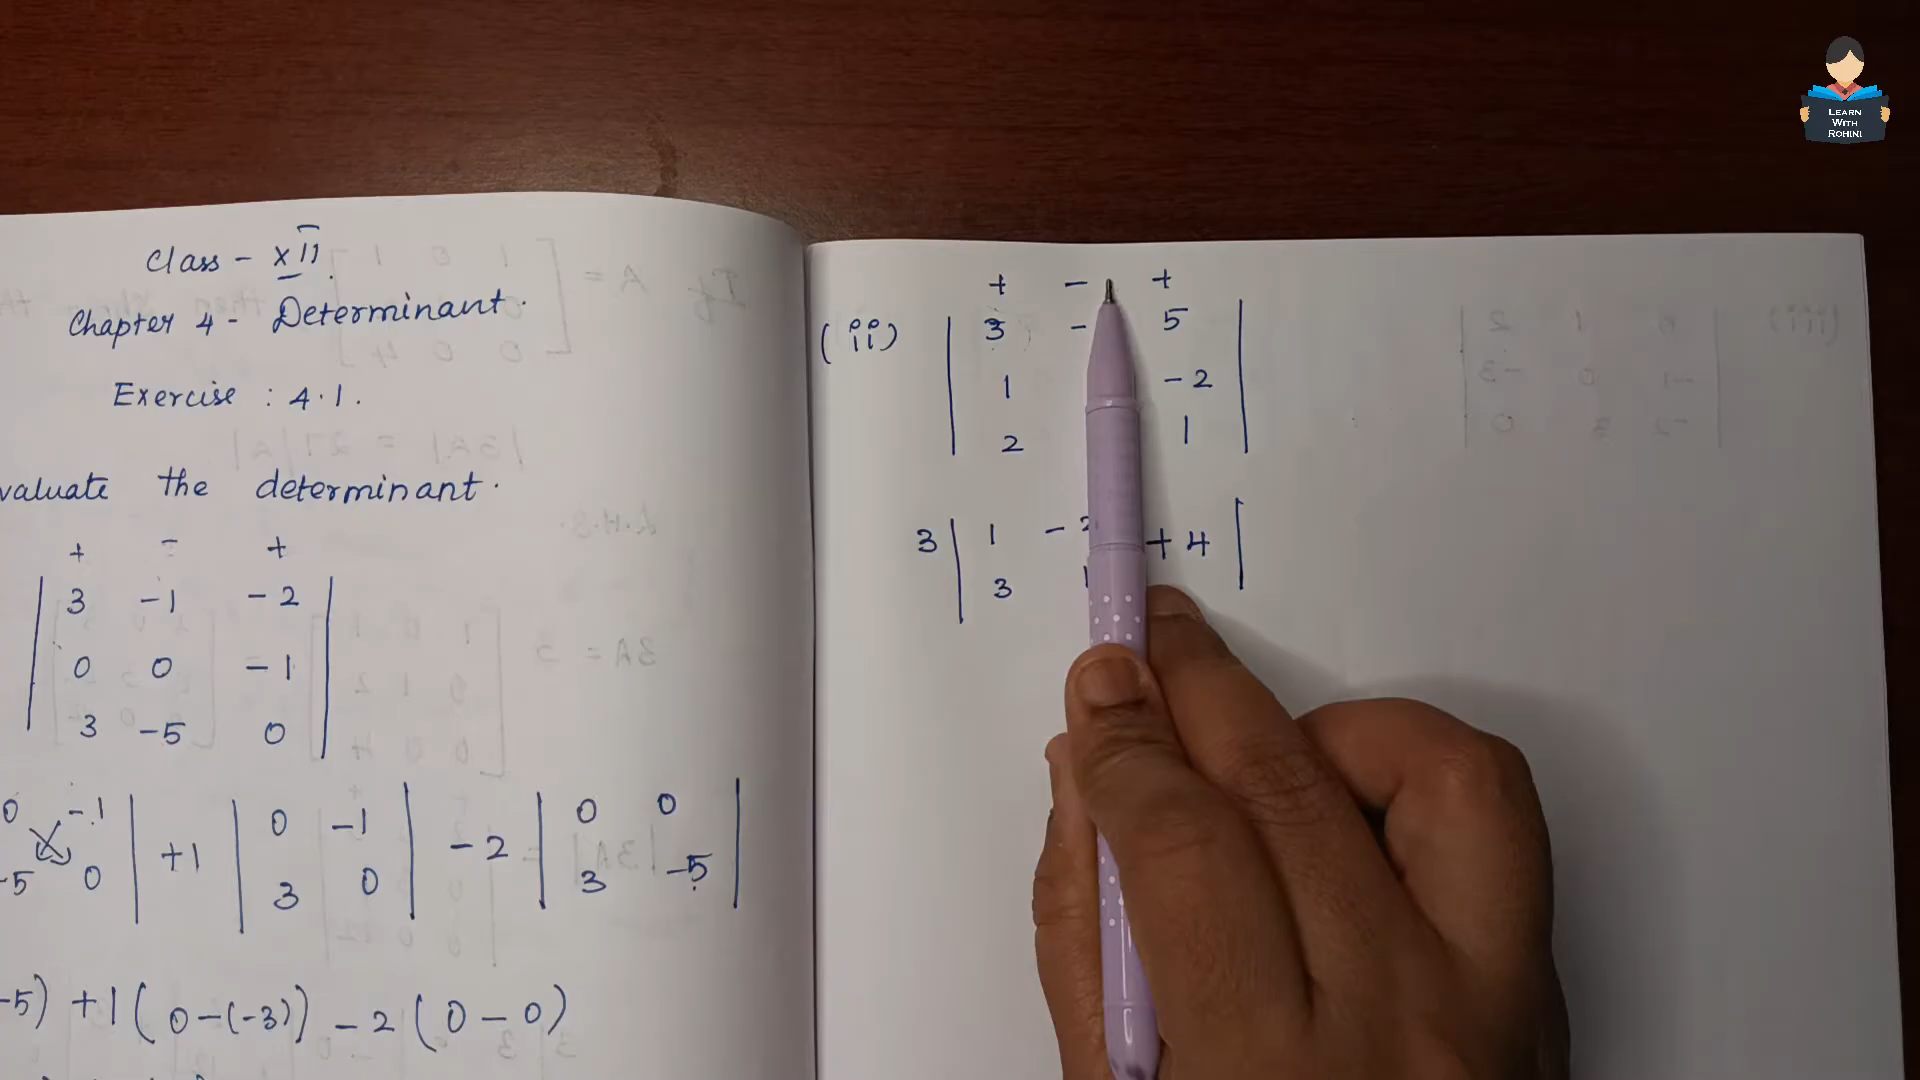 LEARN
WITH
ROHINI
Class - XII.
Chapter 4 - Determinant.
Exercise : 4.1.
valuate the determinant.
+ - +
3 -1 -2
0 0 -1
3 -5 0
0 -1 | +1 | 0 -1 | -2 | 0 0
-5 0 | 3 0 | 3 -5
-5) +1 ( 0-(-3)) - 2 ( 0 - 0)
+ - +
(ii) | 3 - 5 |
1 -2
2 1
3 | 1 -2 + 4 |
3 1